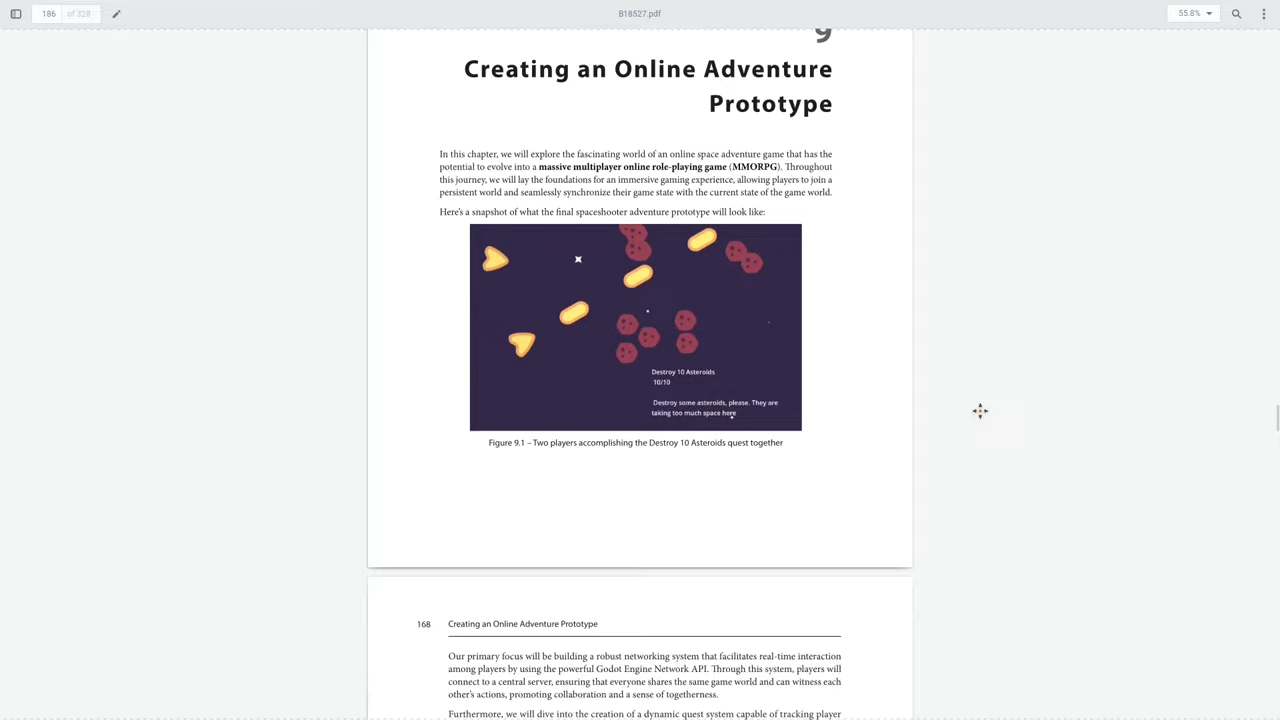 186
of 328
B18527.pdf
55.8%
9
Creating an Online Adventure
Prototype
In this chapter, we will explore the fascinating world of an online space adventure game that has the
potential to evolve into a massive multiplayer online role-playing game (MMORPG). Throughout
this journey, we will lay the foundations for an immersive gaming experience, allowing players to join a
persistent world and seamlessly synchronize their game state with the current state of the game world.
Here's a snapshot of what the final spaceshooter adventure prototype will look like:
Destroy 10 Asteroids
10/10
Destroy some asteroids, please. They are
taking too much space here
Figure 9.1 – Two players accomplishing the Destroy 10 Asteroids quest together
168
Creating an Online Adventure Prototype
Our primary focus will be building a robust networking system that facilitates real-time interaction
among players by using the powerful Godot Engine Network API. Through this system, players will
connect to a central server, ensuring that everyone shares the same game world and can witness each
other's actions, promoting collaboration and a sense of togetherness.
Furthermore, we will dive into the creation of a dynamic quest system capable of tracking player